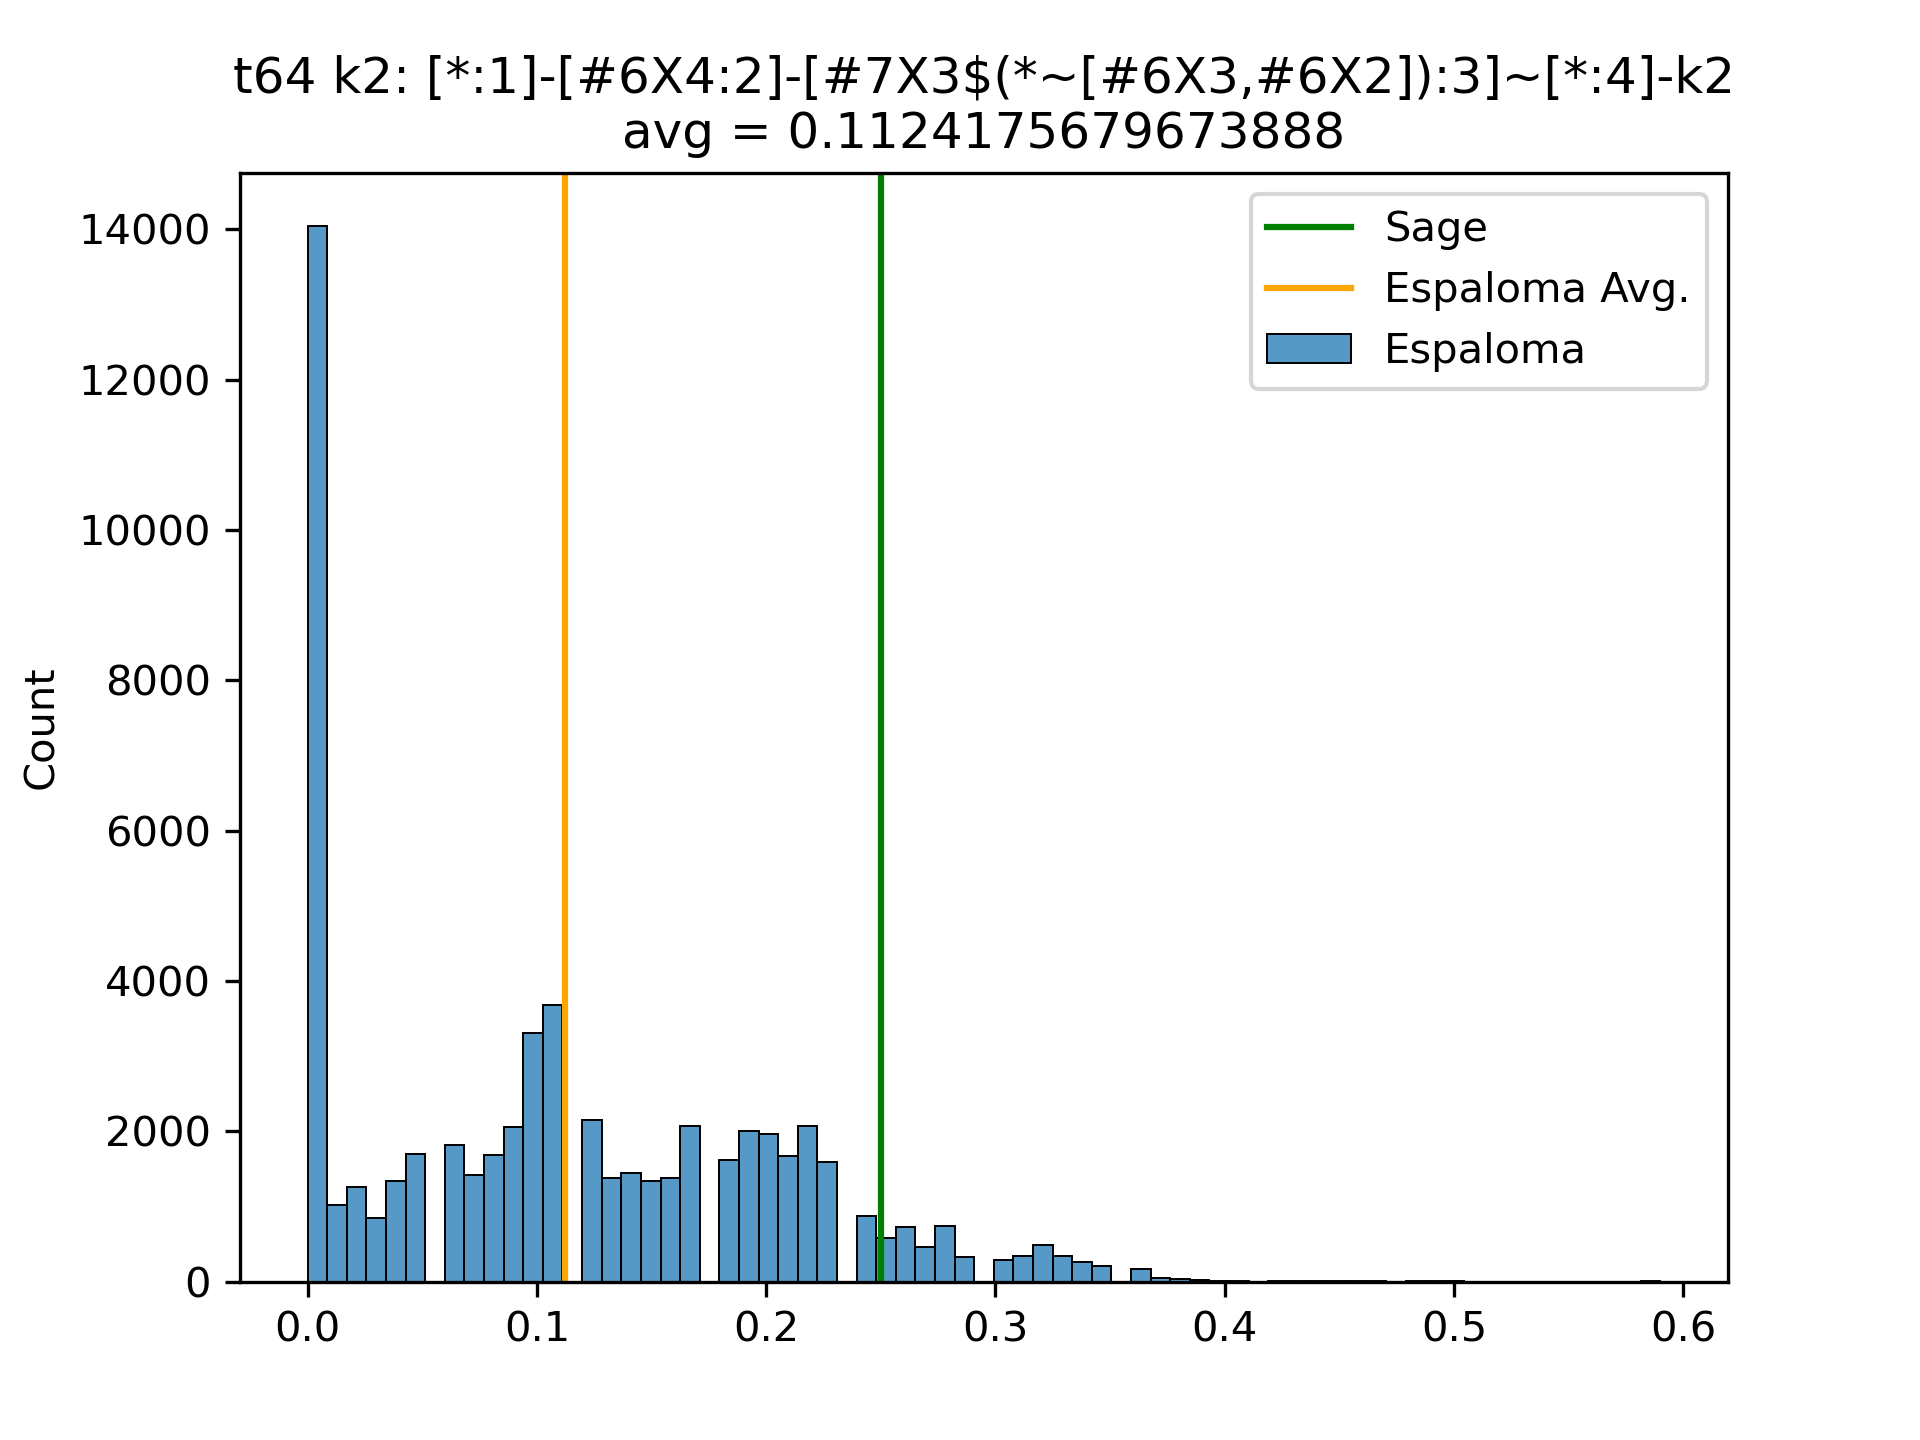 t64 k2: [*:1]-[#6X4:2]-[#7X3$(*~[#6X3,#6X2]):3]~[*:4]-k2
avg = 0.1124175679673888
Sage
Espaloma Avg.
Espaloma
14000
12000
10000
8000
6000
4000
2000
0
Count
0.0 0.1 0.2 0.3 0.4 0.5 0.6